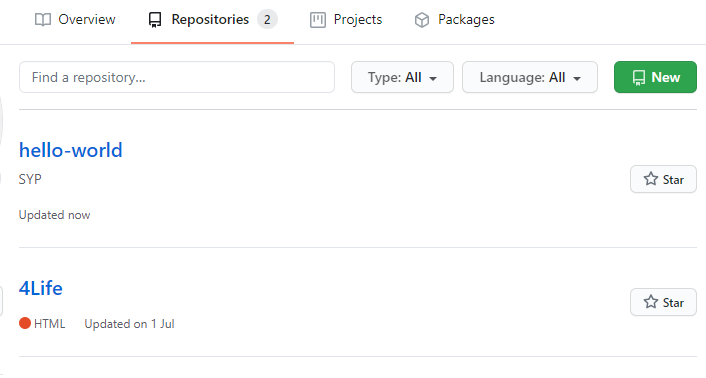 Overview Repositories 2 Projects Packages
Find a repository... Type: All Language: All New
hello-world
SYP Star
Updated now
4Life
Star
HTML Updated on 1 Jul